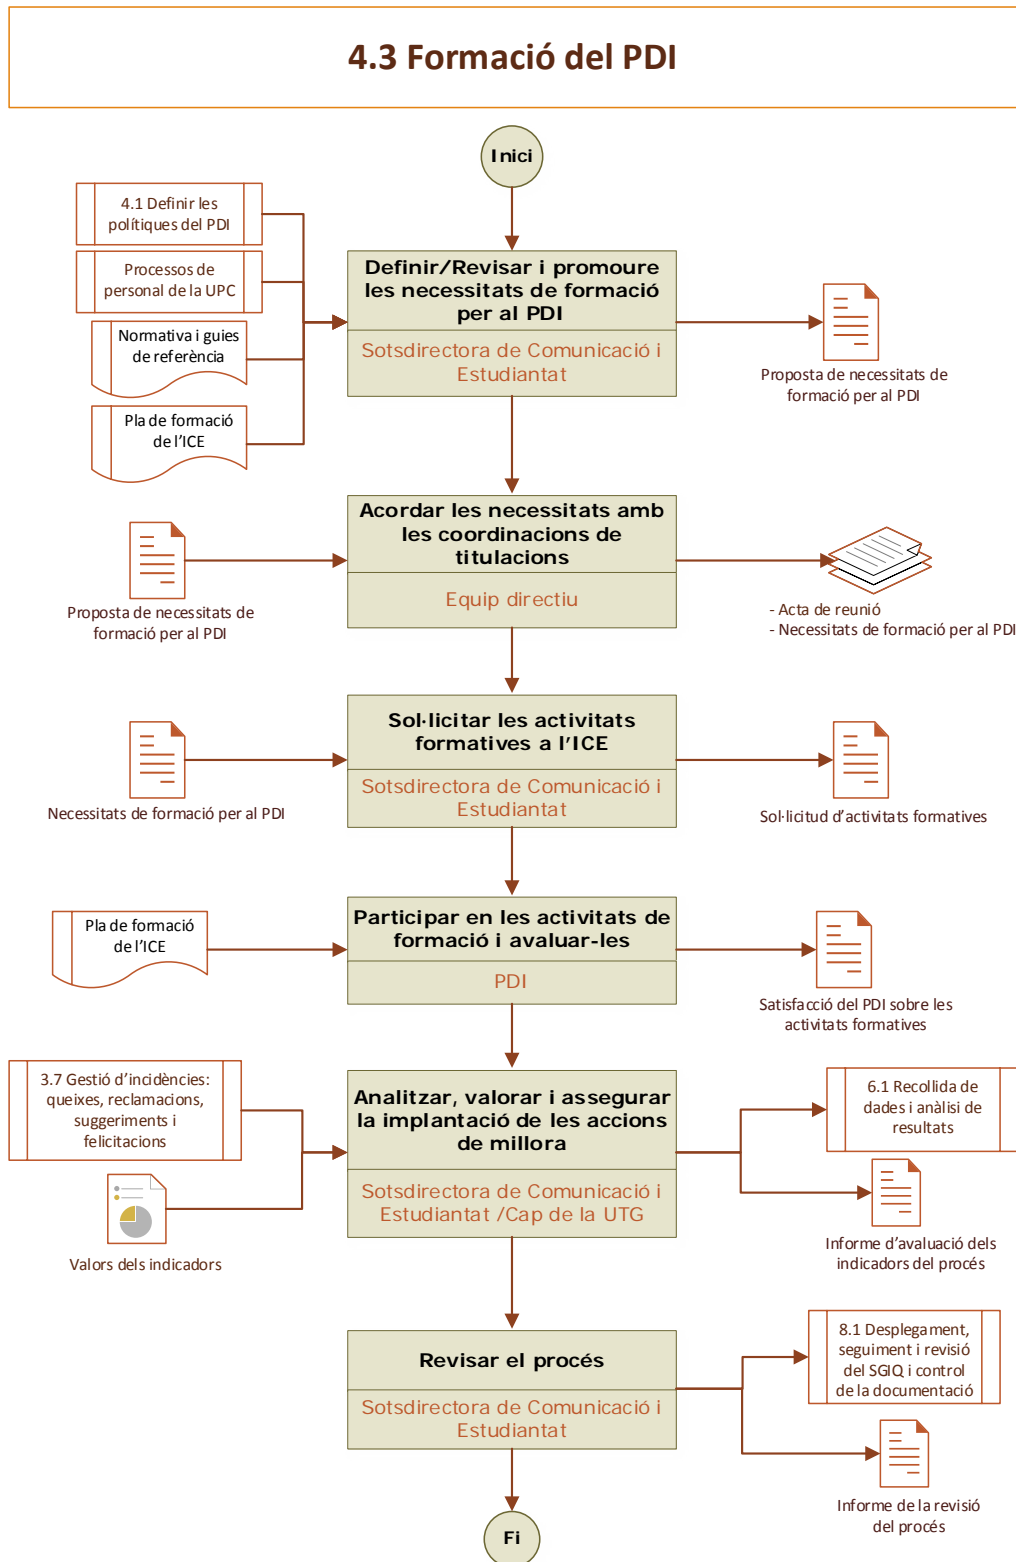 4.3 Formació del PDI
Inici
4.1 Definir les
polítiques del PDI
Processos de
personal de la UPC
Normativa i guies
de referència
Pla de formació
de l'ICE
Definir/Revisar i promoure
les necessitats de formació
per al PDI
Sotsdirectora de Comunicació i
Estudiantat
Proposta de necessitats de
formació per al PDI
Proposta de necessitats de
formació per al PDI
Acordar les necessitats amb
les coordinacions de
titulacions
Equip directiu
- Acta de reunió
- Necessitats de formació per al PDI
Necessitats de formació per al PDI
Sol·licitar les activitats
formatives a l'ICE
Sotsdirectora de Comunicació i
Estudiantat
Sol·licitud d'activitats formatives
Pla de formació
de l'ICE
Participar en les activitats de
formació i avaluar-les
PDI
Satisfacció del PDI sobre les
activitats formatives
3.7 Gestió d'incidències:
queixes, reclamacions,
suggeriments i
felicitacions
Valors dels indicadors
Analitzar, valorar i assegurar
la implantació de les accions
de millora
Sotsdirectora de Comunicació i
Estudiantat /Cap de la UTG
6.1 Recollida de
dades i anàlisi de
resultats
Informe d'avaluació dels
indicadors del procés
Revisar el procés
Sotsdirectora de Comunicació i
Estudiantat
8.1 Desplegament,
seguiment i revisió
del SGIQ i control
de la documentació
Informe de la revisió
del procés
Fi